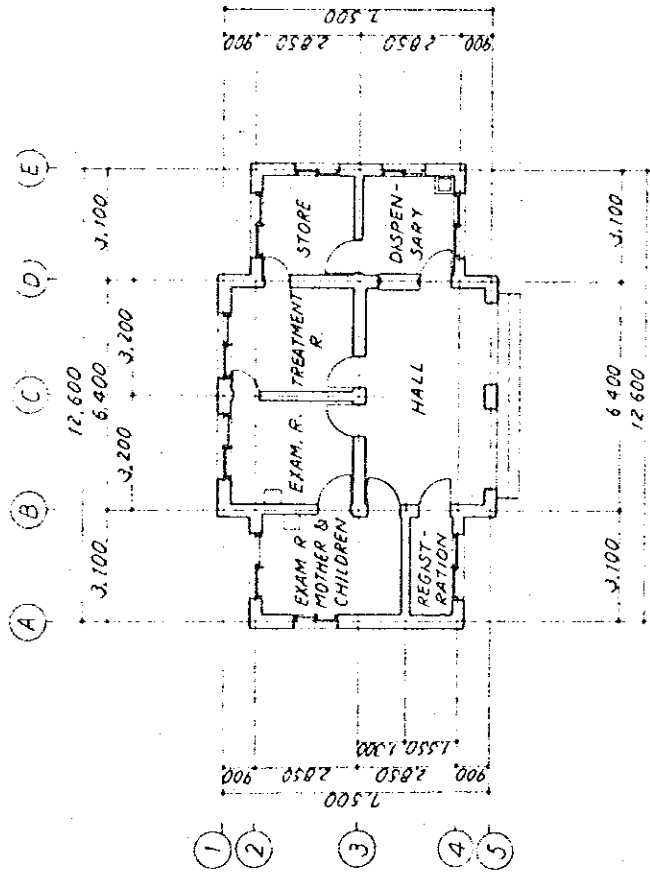 A
B
C
D
E
12,600
3,100
6,400
3,100
3,200
3,200
1
2
3
4
5
7.500
900
2.850
2.850
900
1.300
1.550
EXAM R
MOTHER &
CHILDREN
EXAM. R.
TREATMENT
R.
STORE
REGIST-
RATION
HALL
DISPEN-
SARY
7.500
900
2.850
2.850
900
3,100
6 400
3,100
12 600